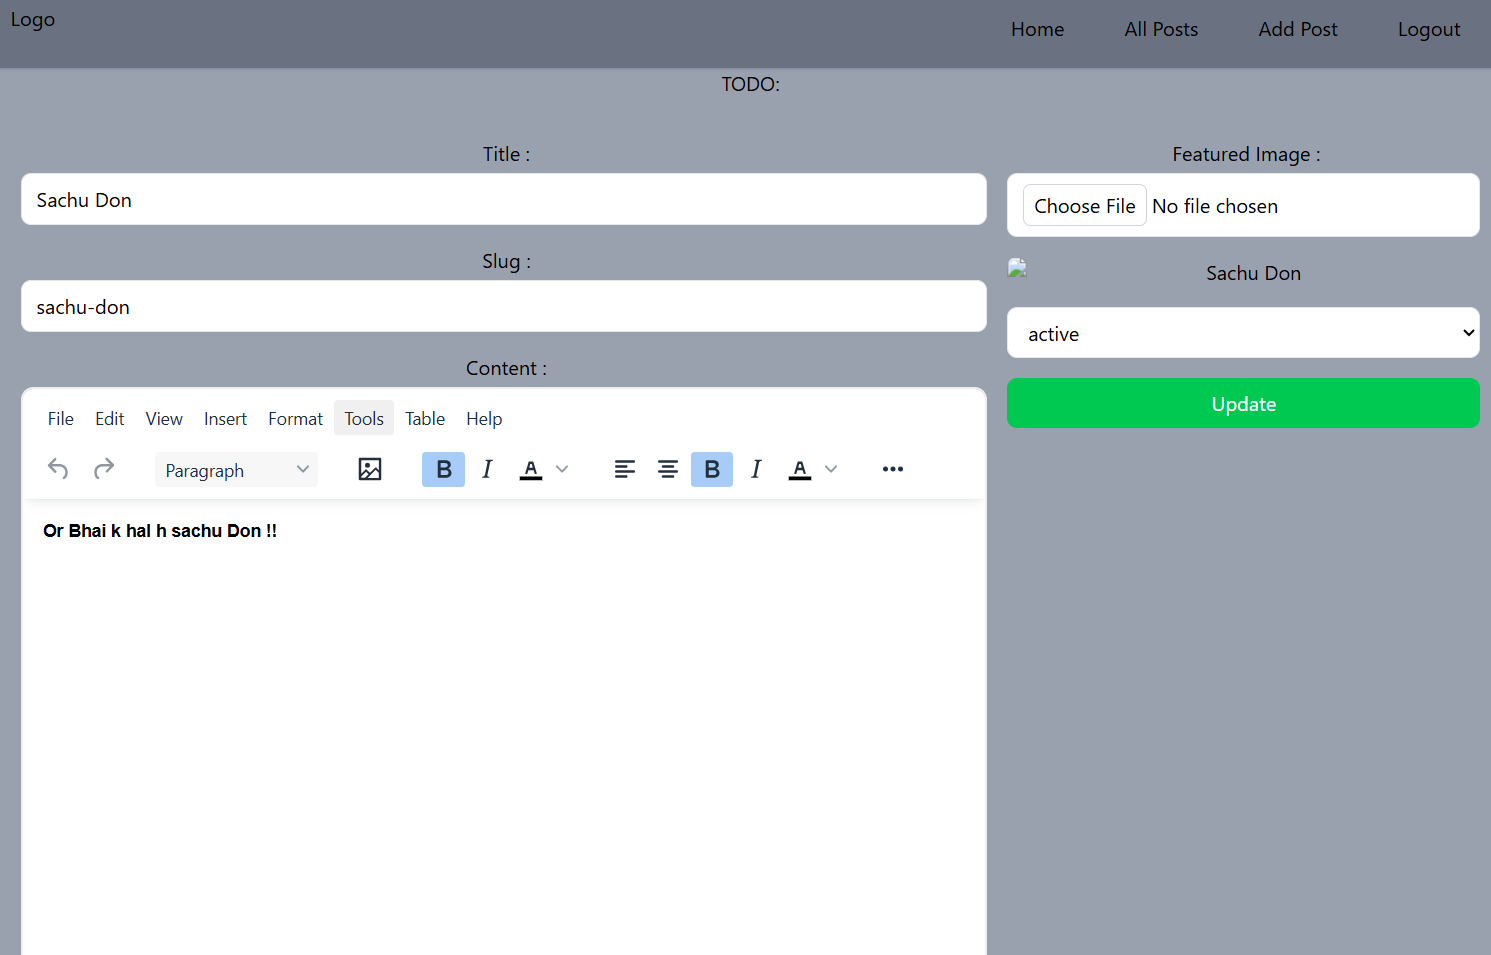 Logo
Home All Posts Add Post Logout
TODO:
Title :
Sachu Don
Slug :
sachu-don
Content :
File Edit View Insert Format Tools Table Help
Paragraph B I A B I A
Or Bhai k hal h sachu Don !!
Featured Image :
Choose File No file chosen
Sachu Don
active
Update